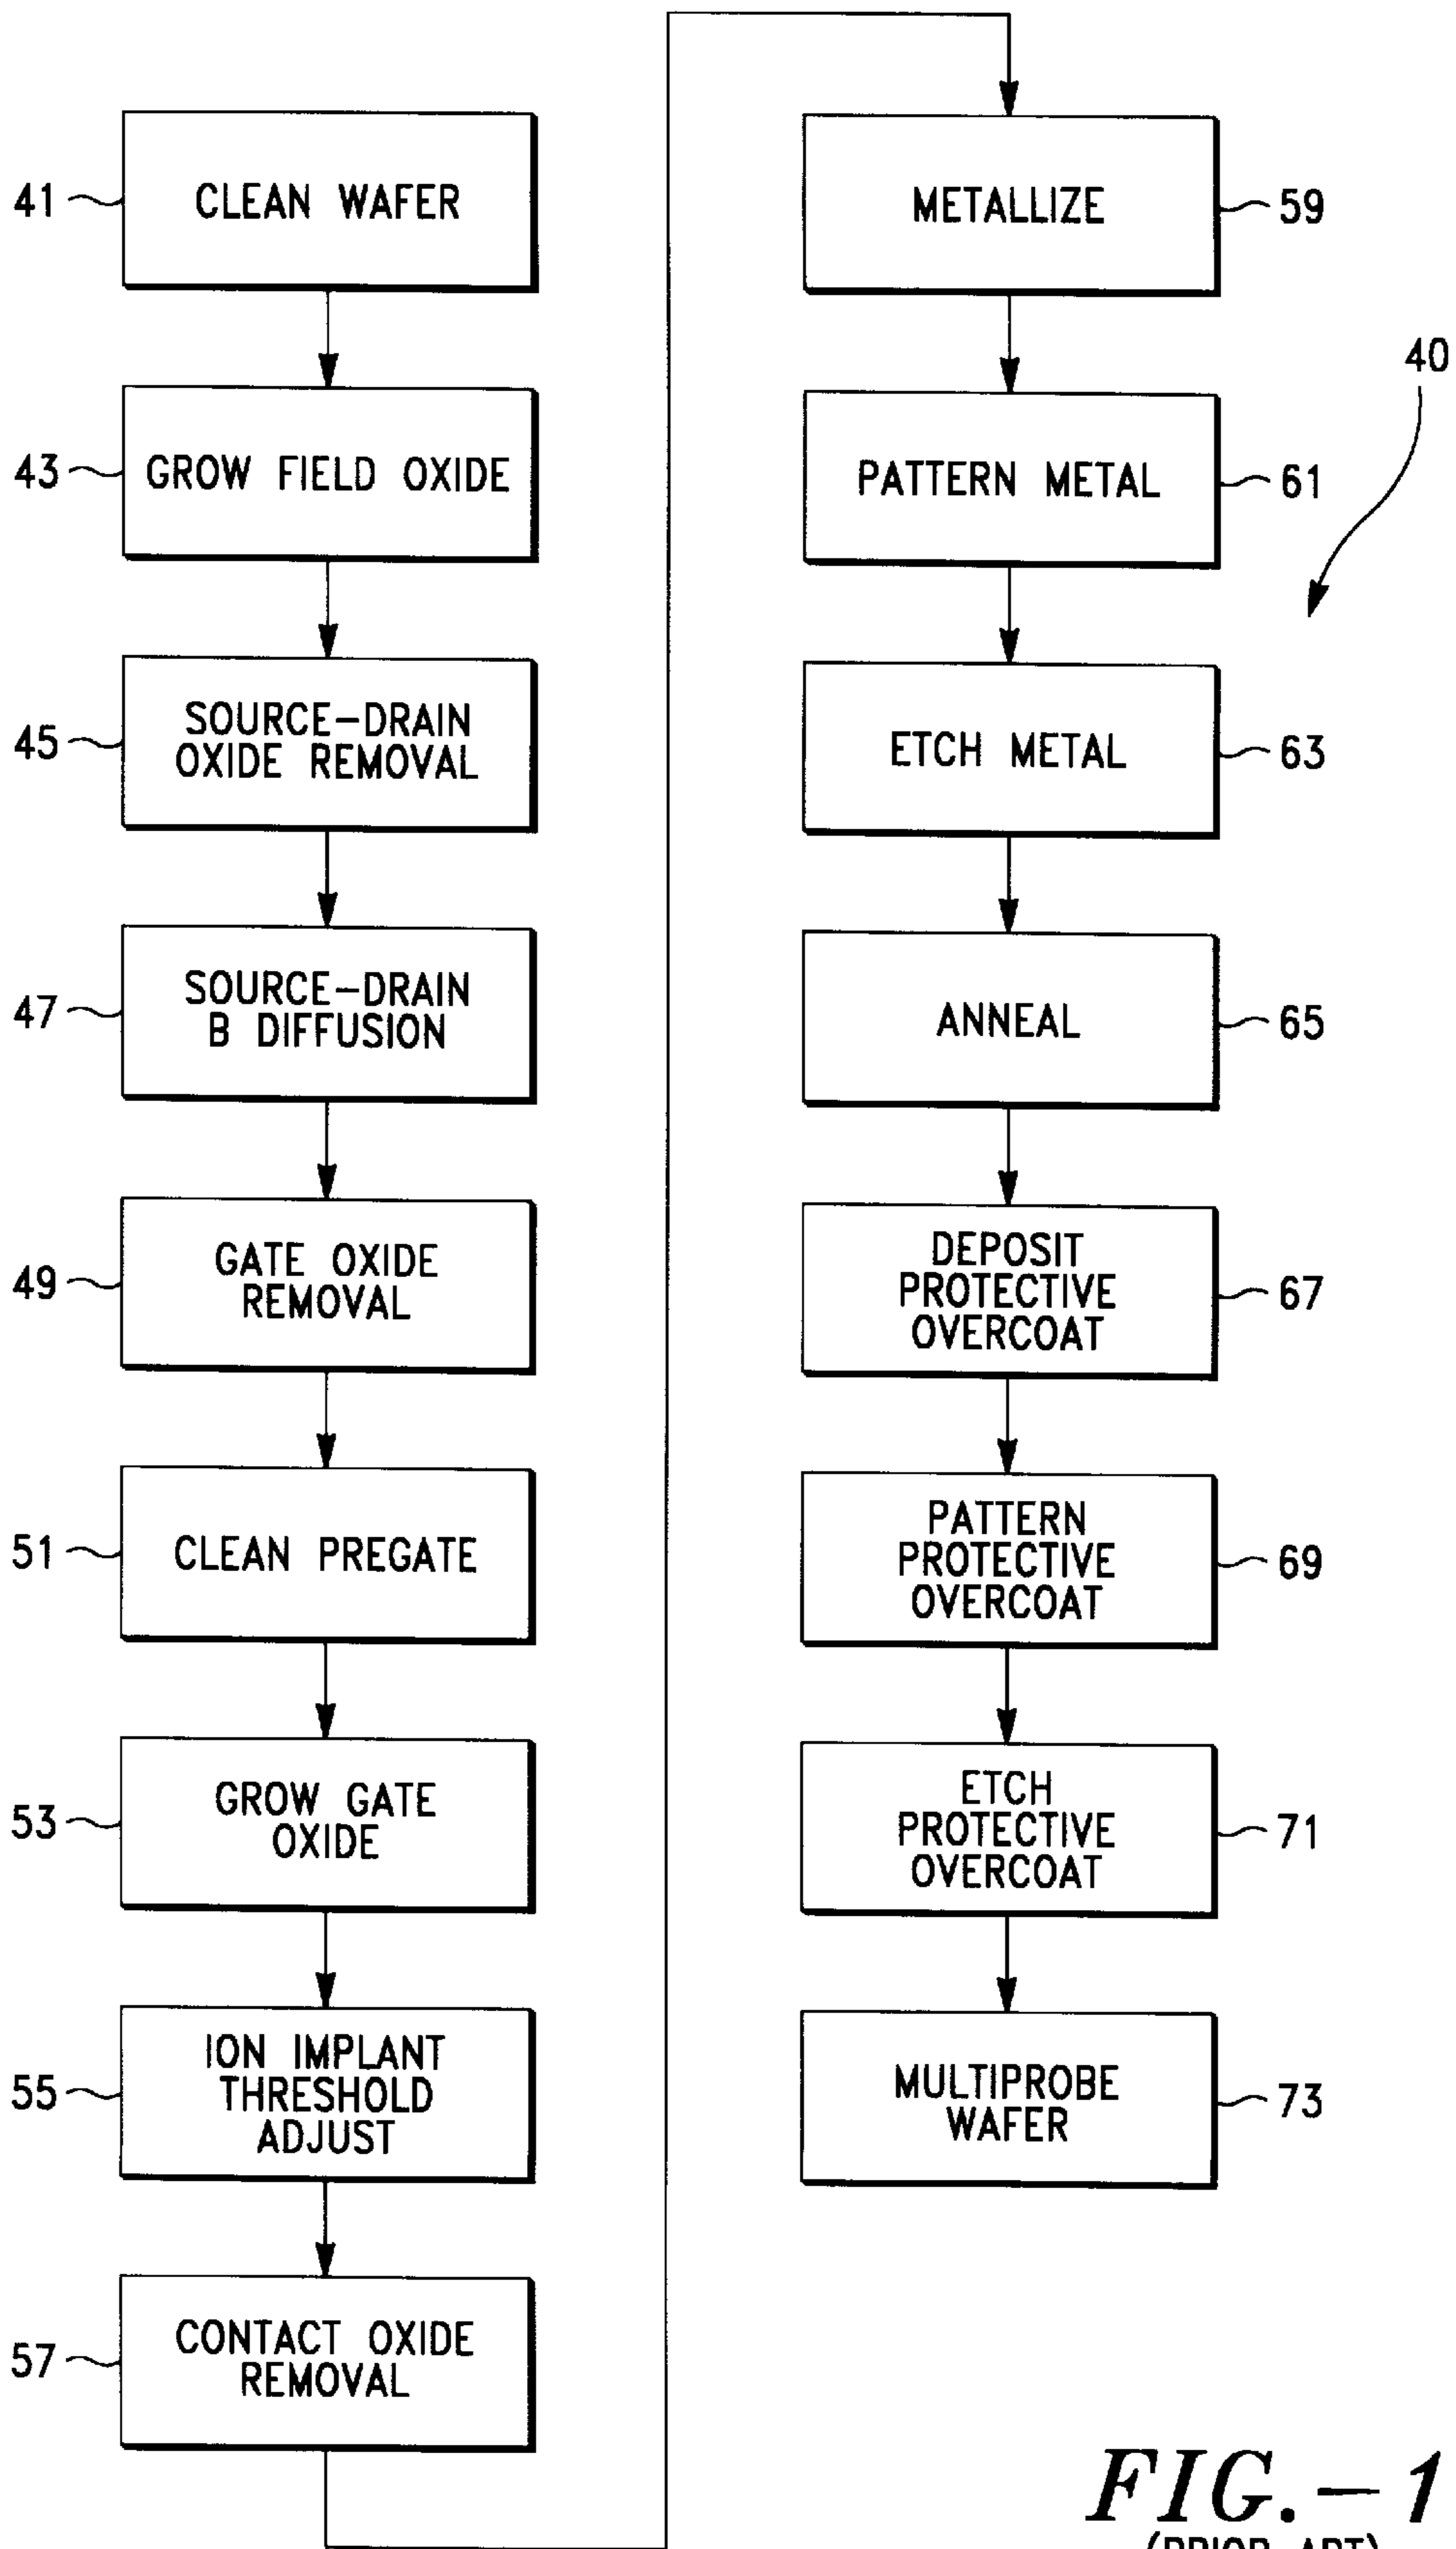 41
CLEAN WAFER
43
GROW FIELD OXIDE
45
SOURCE-DRAIN
OXIDE REMOVAL
47
SOURCE-DRAIN
B DIFFUSION
49
GATE OXIDE
REMOVAL
51
CLEAN PREGATE
53
GROW GATE
OXIDE
55
ION IMPLANT
THRESHOLD
ADJUST
57
CONTACT OXIDE
REMOVAL
METALLIZE
59
40
PATTERN METAL
61
ETCH METAL
63
ANNEAL
65
DEPOSIT
PROTECTIVE
OVERCOAT
67
PATTERN
PROTECTIVE
OVERCOAT
69
ETCH
PROTECTIVE
OVERCOAT
71
MULTIPROBE
WAFER
73
FIG.-1
(PRIOR ART)